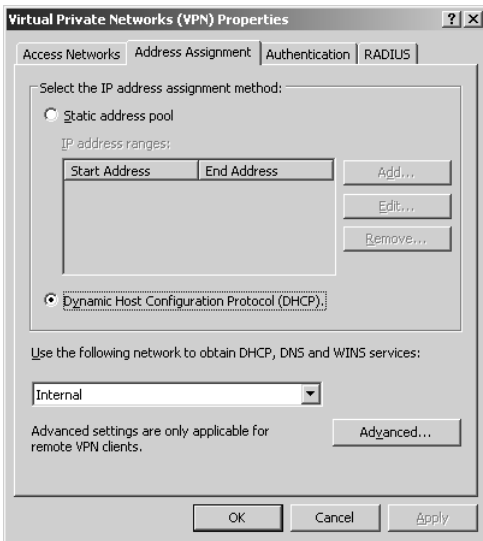 Virtual Private Networks (VPN) Properties
Access Networks Address Assignment Authentication RADIUS
Select the IP address assignment method:
Static address pool
IP address ranges:
Start Address End Address
Add...
Edit...
Remove...
Dynamic Host Configuration Protocol (DHCP).
Use the following network to obtain DHCP, DNS and WINS services:
Internal
Advanced settings are only applicable for
remote VPN clients.
Advanced...
OK Cancel Apply